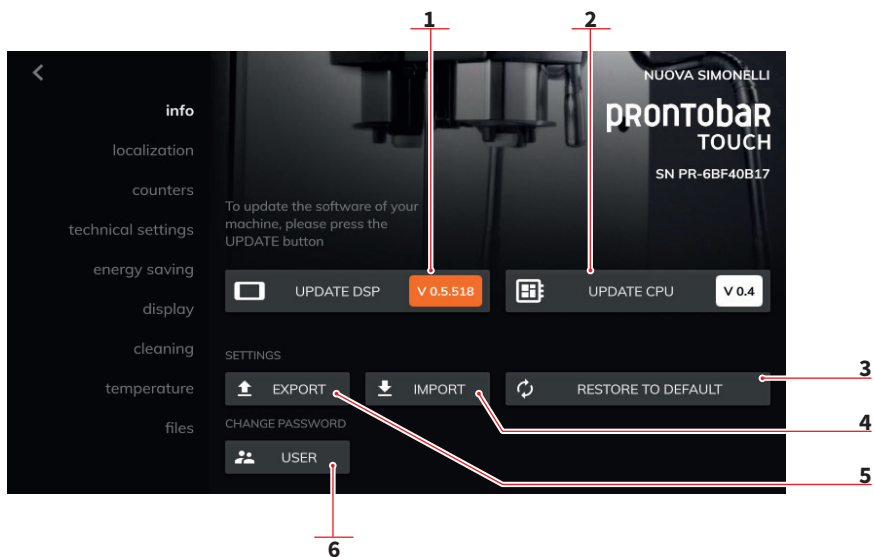 1
2
NUOVA SIMONELLI
prontobar
TOUCH
SN PR-6BF40B17
info
localization
counters
technical settings
energy saving
display
cleaning
temperature
files
To update the software of your
machine, please press the
UPDATE button
UPDATE DSP
V 0.5.518
UPDATE CPU
V 0.4
SETTINGS
EXPORT
IMPORT
RESTORE TO DEFAULT
CHANGE PASSWORD
USER
3
4
5
6